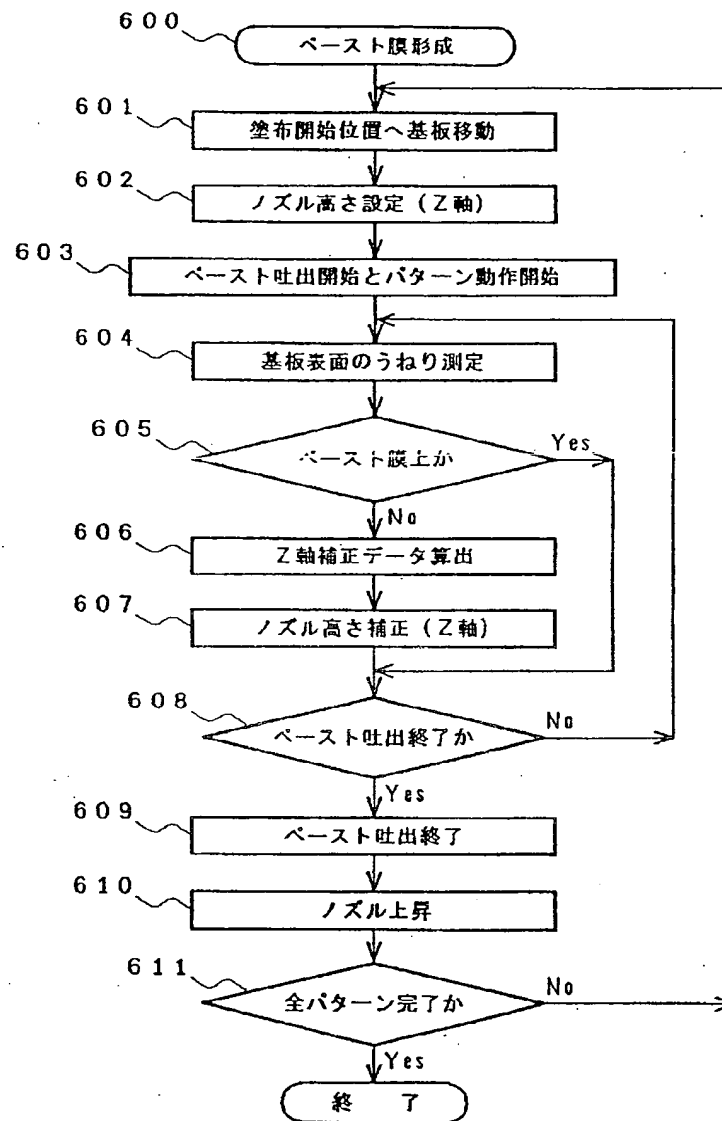 600
ペースト膜形成
601
塗布開始位置へ基板移動
602
ノズル高さ設定(Z軸)
603
ペースト吐出開始とパターン動作開始
604
基板表面のうねり測定
605
ペースト膜上か
Yes
No
606
Z軸補正データ算出
607
ノズル高さ補正(Z軸)
608
ペースト吐出終了か
No
Yes
609
ペースト吐出終了
610
ノズル上昇
611
全パターン完了か
No
Yes
終 了